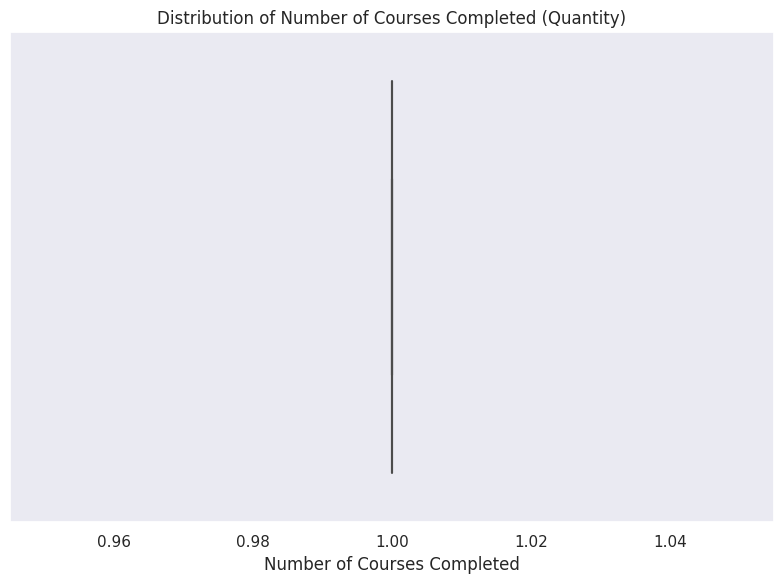 Distribution of Number of Courses Completed (Quantity)
0.96 0.98 1.00 1.02 1.04
Number of Courses Completed